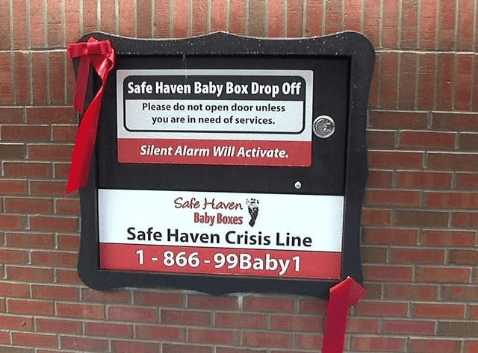 Safe Haven Baby Box Drop Off
Please do not open door unless
you are in need of services.
Silent Alarm Will Activate.
Safe Haven
Baby Boxes
Safe Haven Crisis Line
1 - 866 - 99Baby1